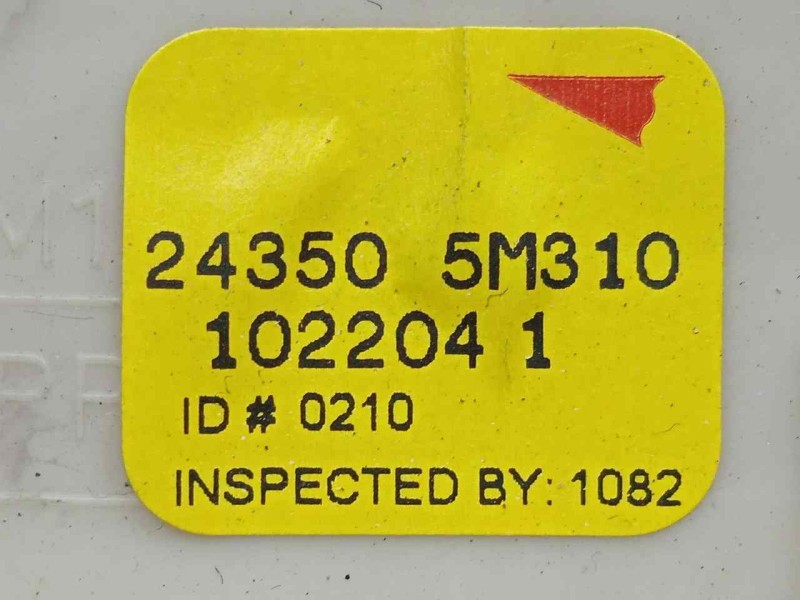 24350 5M310
102204 1
ID # 0210
INSPECTED BY: 1082